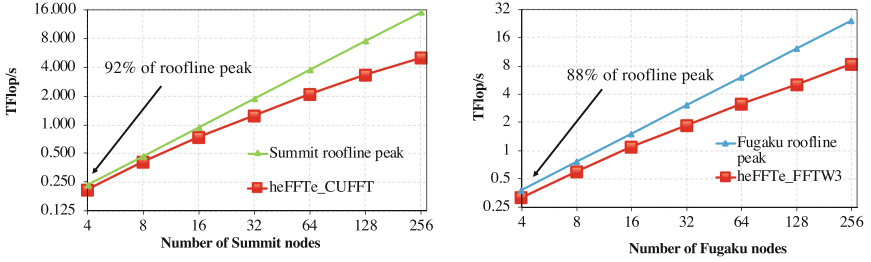 16.000
8.000
4.000
2.000
1.000
0.500
0.250
0.125
TFlop/s
92% of roofline peak
Summit roofline peak
heFFTe_CUFFT
4 8 16 32 64 128 256
Number of Summit nodes
32
16
8
4
2
1
0.5
0.25
TFlop/s
88% of roofline peak
Fugaku roofline
peak
heFFTe_FFTW3
4 8 16 32 64 128 256
Number of Fugaku nodes